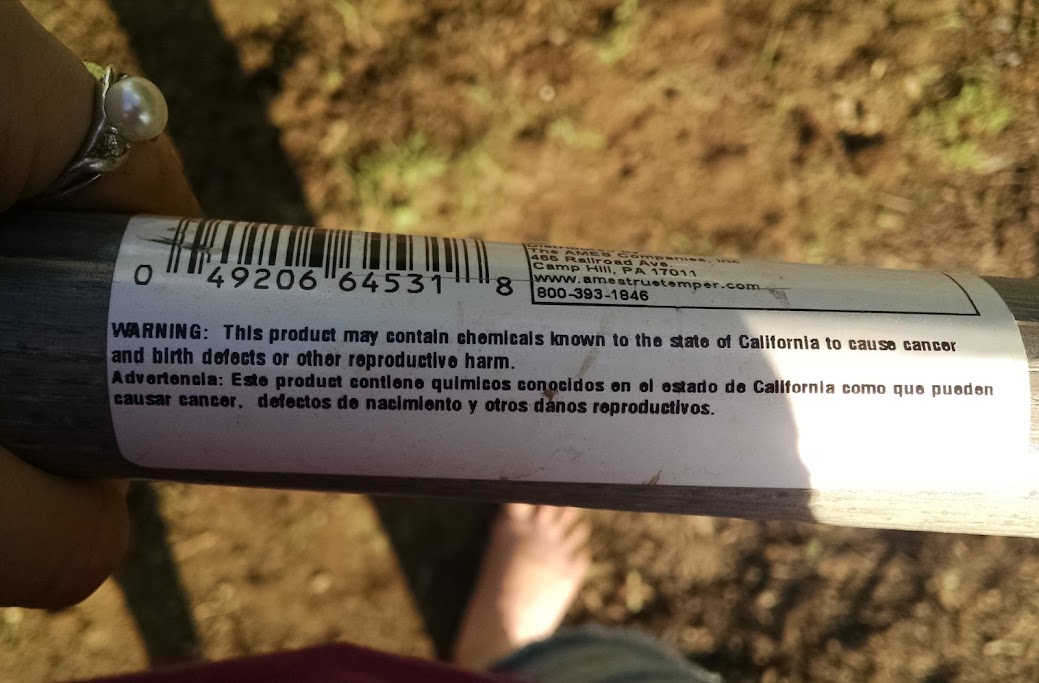 0 49206 64531 8
The AMES Companies, Inc
465 Railroad Ave
Camp Hill, PA 17011
www.amestruetemper.com
800-393-1846
WARNING: This product may contain chemicals known to the state of California to cause cancer
and birth defects or other reproductive harm.
Advertencia: Este product contiene quimicos conocidos en el estado de California como que pueden
causar cancer, defectos de nacimiento y otros danos reproductivos.